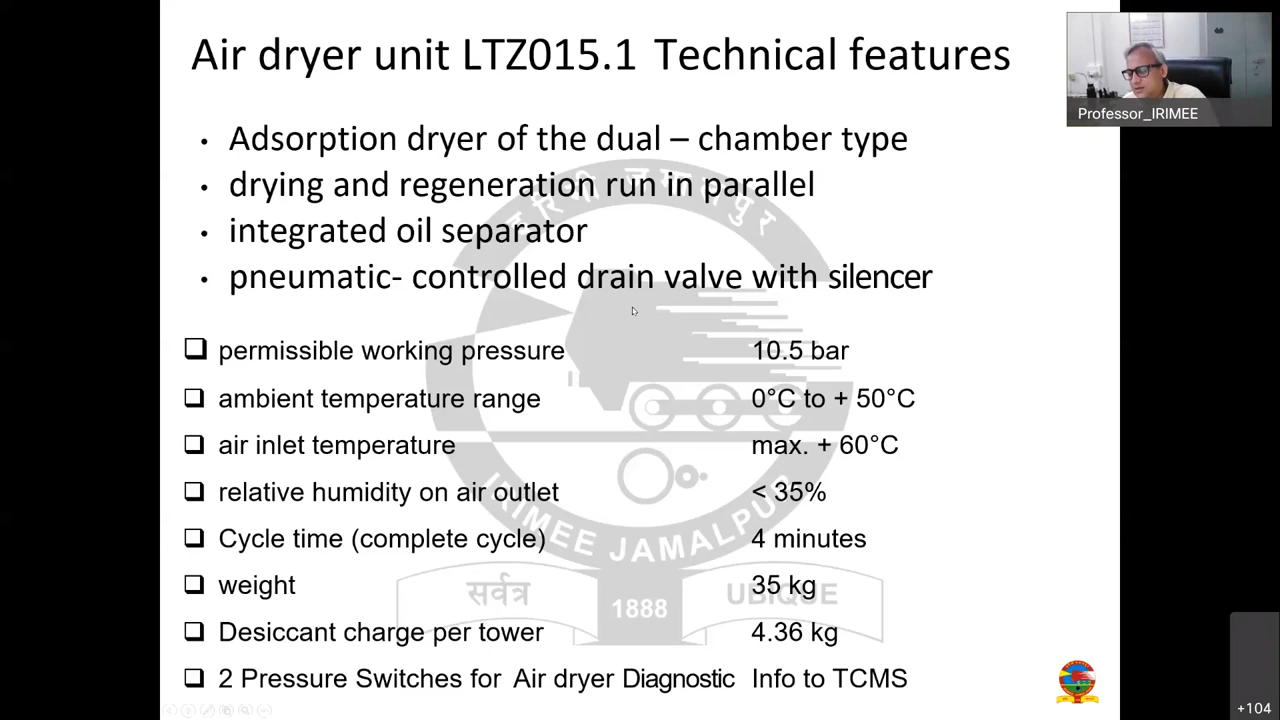 Air dryer unit LTZ015.1 Technical features
Professor_IRIMEE
• Adsorption dryer of the dual – chamber type
• drying and regeneration run in parallel
• integrated oil separator
• pneumatic- controlled drain valve with silencer
permissible working pressure 10.5 bar
ambient temperature range 0°C to + 50°C
air inlet temperature max. + 60°C
relative humidity on air outlet < 35%
Cycle time (complete cycle) 4 minutes
weight 35 kg
Desiccant charge per tower 4.36 kg
2 Pressure Switches for Air dryer Diagnostic Info to TCMS
IRIMEE JAMALPUR
सर्वत्र
1888
UBIQUE
+104